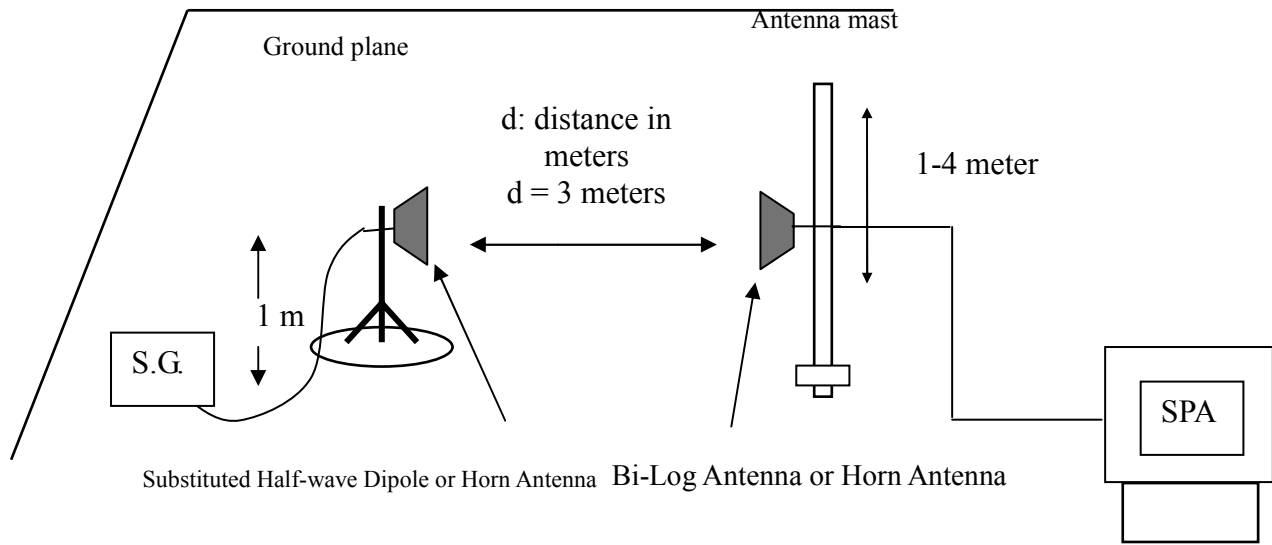 Antenna mast
Ground plane
d: distance in
meters
d = 3 meters
1-4 meter
1 m
S.G.
SPA
Substituted Half-wave Dipole or Horn Antenna
Bi-Log Antenna or Horn Antenna